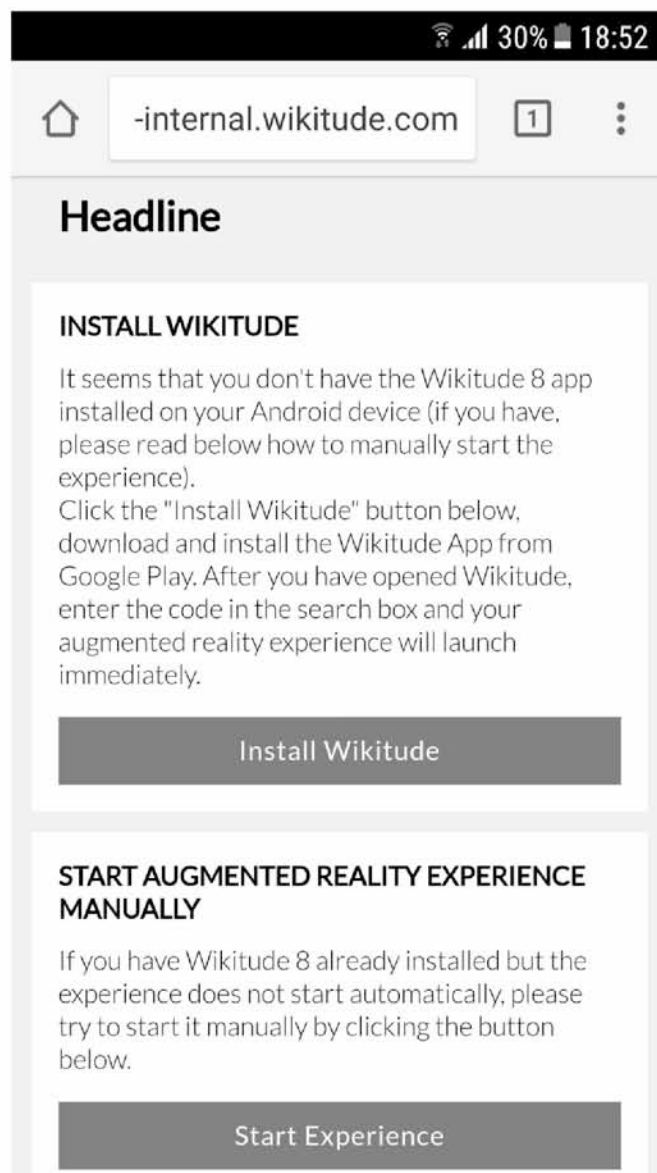 30% 18:52
-internal.wikitude.com 1
Headline
INSTALL WIKITUDE
It seems that you don't have the Wikitude 8 app
installed on your Android device (if you have,
please read below how to manually start the
experience).
Click the "Install Wikitude" button below,
download and install the Wikitude App from
Google Play. After you have opened Wikitude,
enter the code in the search box and your
augmented reality experience will launch
immediately.
Install Wikitude
START AUGMENTED REALITY EXPERIENCE
MANUALLY
If you have Wikitude 8 already installed but the
experience does not start automatically, please
try to start it manually by clicking the button
below.
Start Experience